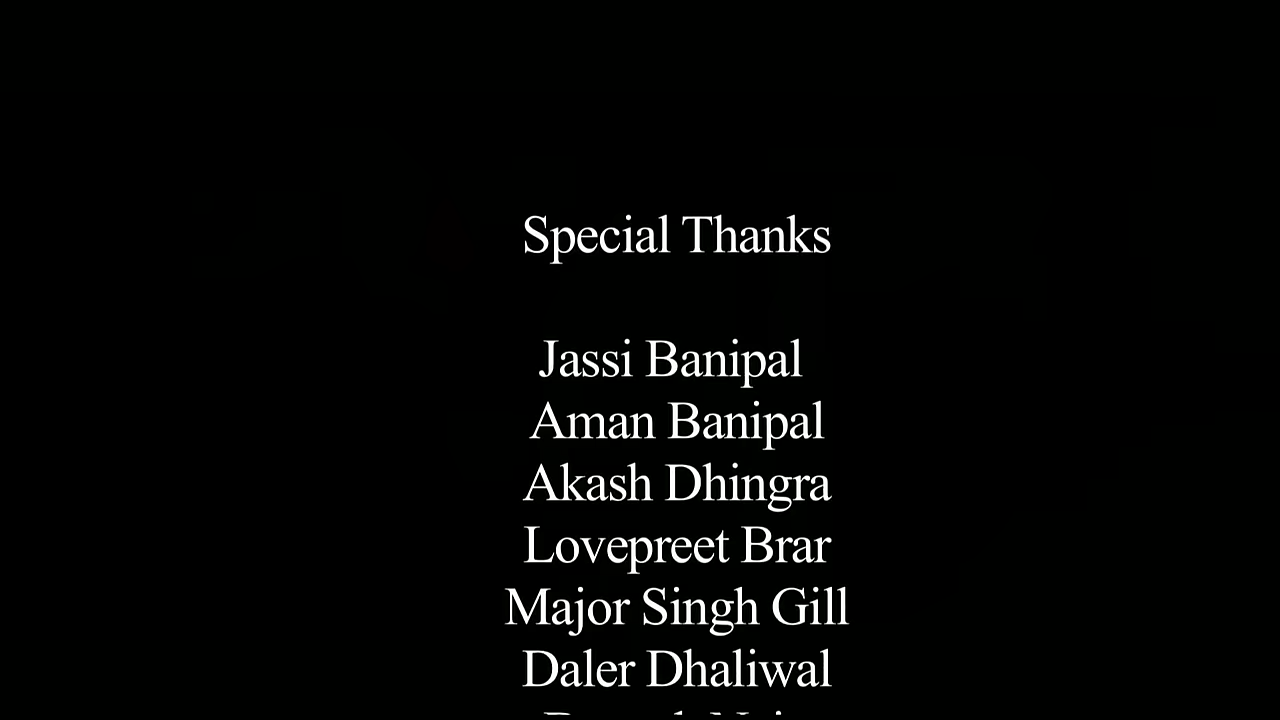 Special Thanks
Jassi Banipal
Aman Banipal
Akash Dhingra
Lovepreet Brar
Major Singh Gill
Daler Dhaliwal